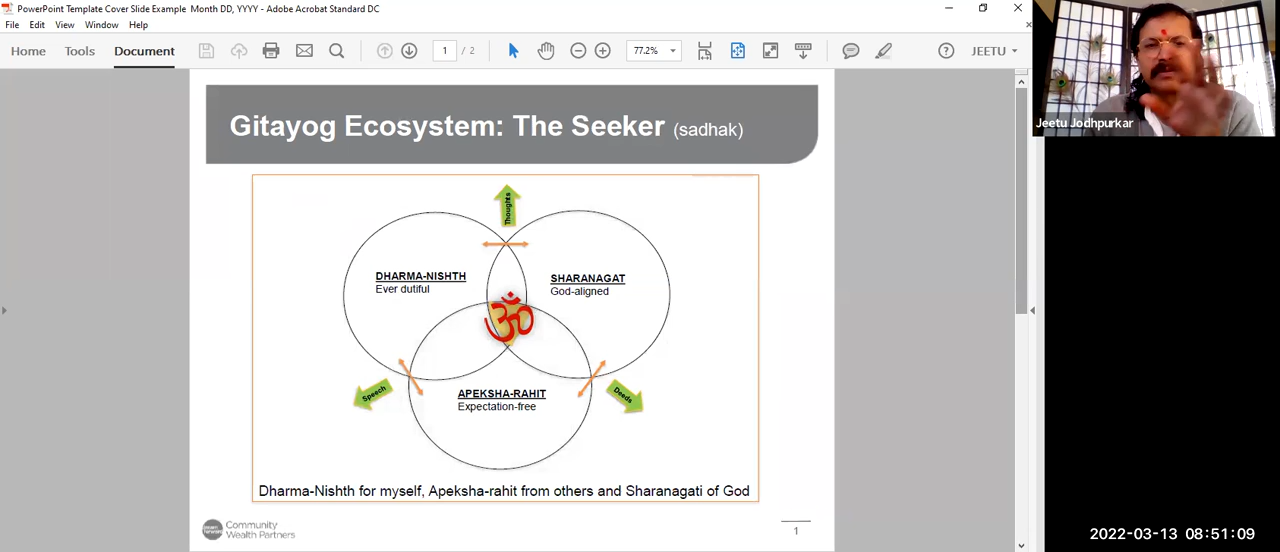 PowerPoint Template Cover Slide Example Month DD, YYYY - Adobe Acrobat Standard DC
File Edit View Window Help
Home Tools Document 1 / 2 77.2% JEETU
Jeetu Jodhpurkar
Gitayog Ecosystem: The Seeker (sadhak)
Thoughts
DHARMA-NISHTH
Ever dutiful
SHARANAGAT
God-aligned
ॐ
Speech
Deeds
APEKSHA-RAHIT
Expectation-free
Dharma-Nishth for myself, Apeksha-rahit from others and Sharanagati of God
Community
Wealth Partners
1
2022-03-13 08:51:09